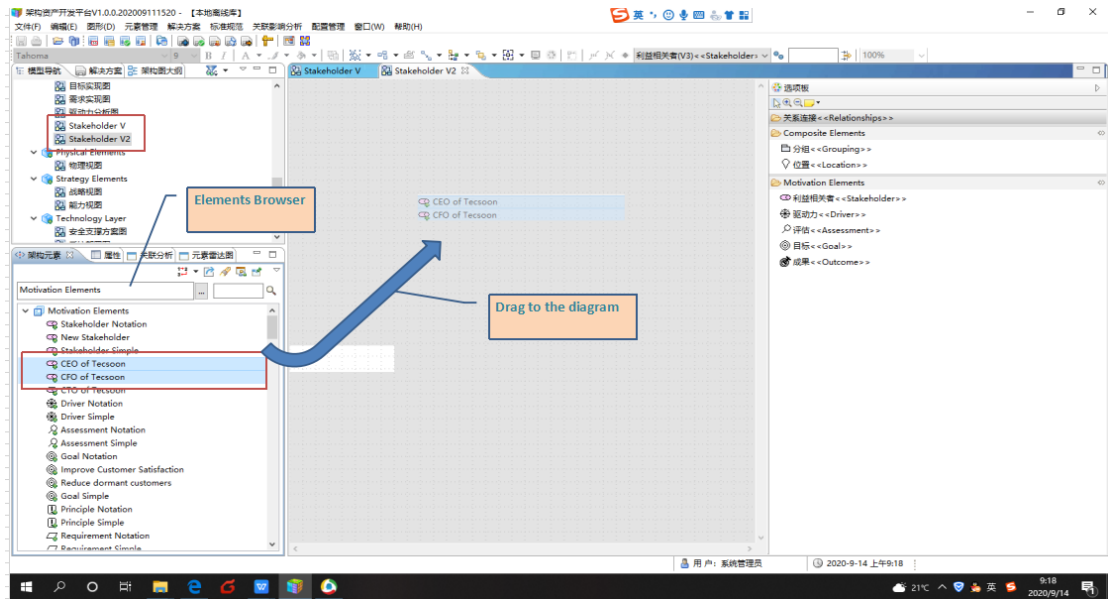 架构资产开发平台V1.0.0.202009111520 - 【本地离线库】
文件(F) 编辑(E) 图形(D) 元素管理 解决方案 标准规范 关联影响分析 配置管理 窗口(W) 帮助(H)
英
Tahoma 9 B I A 利益相关者(V3)<<Stakeholder> 100%
模型导航 解决方案 架构图大纲
Stakeholder V Stakeholder V2
目标实现图
需求实现图
驱动力分析图
Stakeholder V
Stakeholder V2
Physical Elements
物理视图
Strategy Elements
战略视图
能力视图
Technology Layer
安全支撑方案图
Elements Browser
CEO of Tecsoon
CFO of Tecsoon
Drag to the diagram
选项板
关系连接<<Relationships>>
Composite Elements
分组<<Grouping>>
位置<<Location>>
Motivation Elements
利益相关者<<Stakeholder>>
驱动力<<Driver>>
评估<<Assessment>>
目标<<Goal>>
成果<<Outcome>>
架构元素 属性 关联分析 元素雷达图
Motivation Elements ...
Motivation Elements
Stakeholder Notation
New Stakeholder
Stakeholder Simple
CEO of Tecsoon
CFO of Tecsoon
CTO of Tecsoon
Driver Notation
Driver Simple
Assessment Notation
Assessment Simple
Goal Notation
Improve Customer Satisfaction
Reduce dormant customers
Goal Simple
Principle Notation
Principle Simple
Requirement Notation
Requirement Simple
用 户: 系统管理员 2020-9-14 上午9:18
21°C 英 9:18
2020/9/14